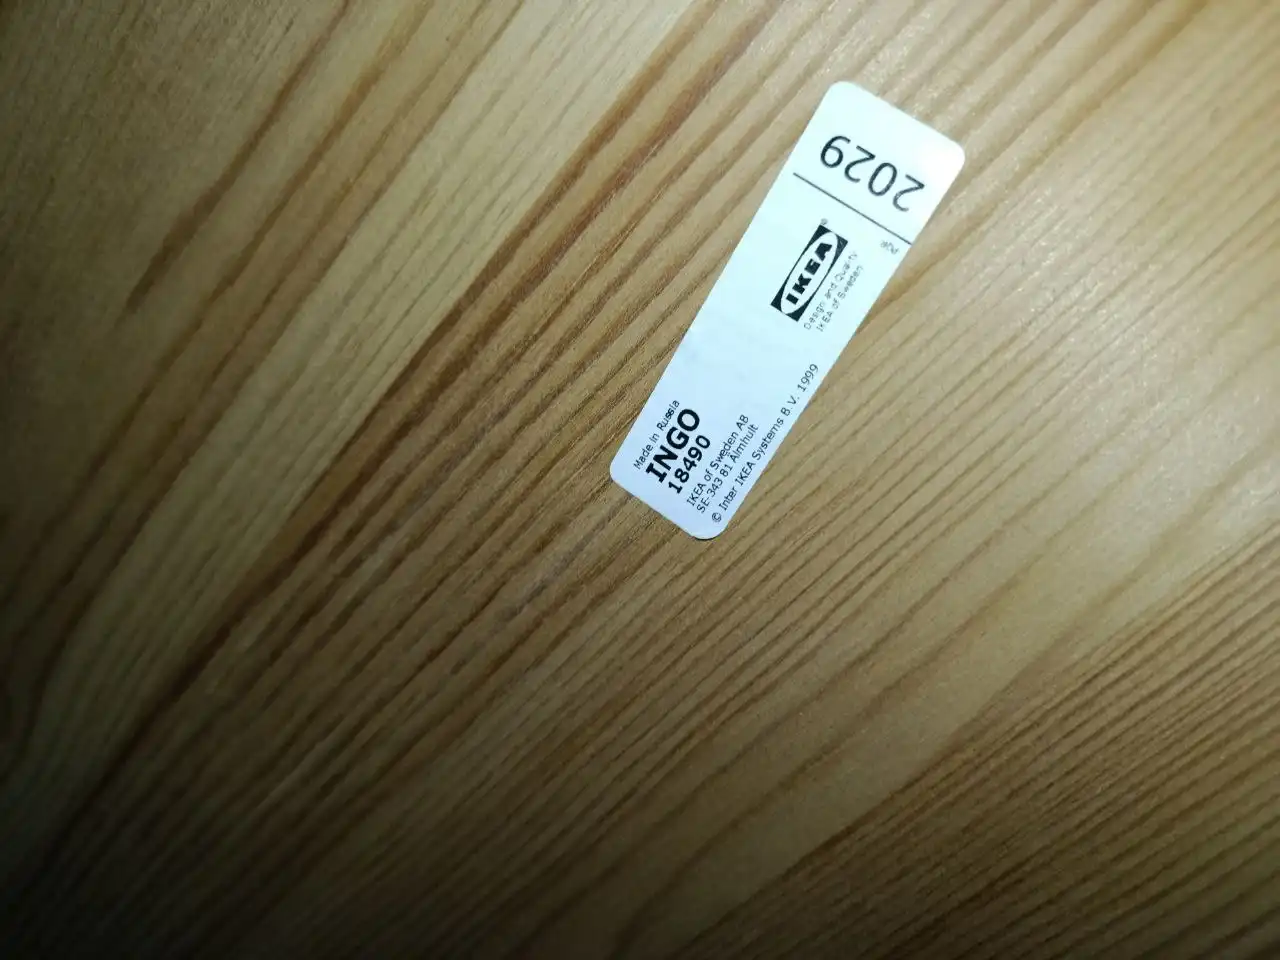 2029
PQ8
IKEA®
Design and Quality
IKEA of Sweden
Made in Russia
INGO
18490
IKEA of Sweden AB
SE-343 81 Älmhult
© Inter IKEA Systems B.V. 1999